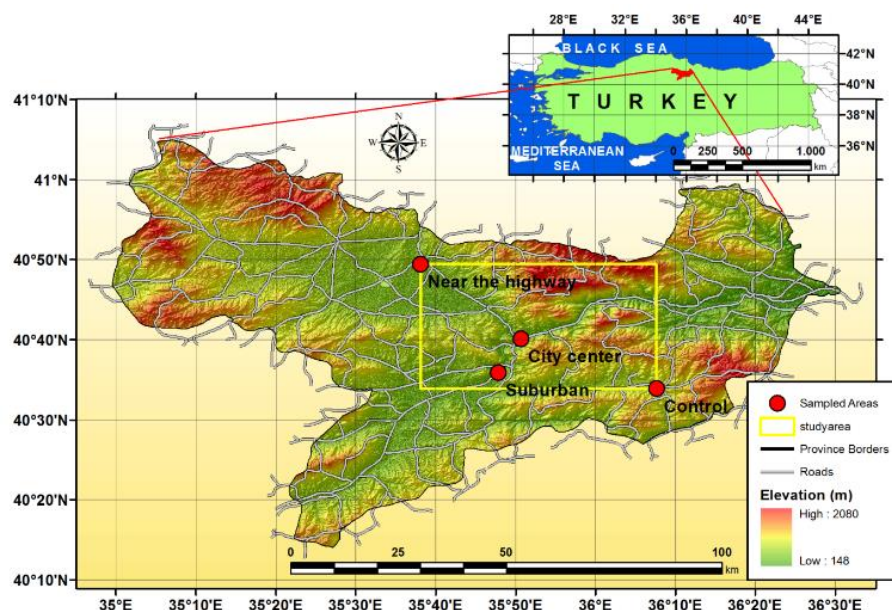 28°E 32°E 36°E 40°E 44°E
BLACK SEA
42°N
40°N
38°N
36°N
TURKEY
MEDITERRANEAN
SEA
0 250 500 1.000
km
41°10'N
41°N
40°50'N
40°40'N
40°30'N
40°20'N
40°10'N
N
W E
S
Near the highway
City center
Suburban
Control
Sampled Areas
studyarea
Province Borders
Roads
Elevation (m)
High : 2080
Low : 148
0 25 50 100
km
35°E 35°10'E 35°20'E 35°30'E 35°40'E 35°50'E 36°E 36°10'E 36°20'E 36°30'E